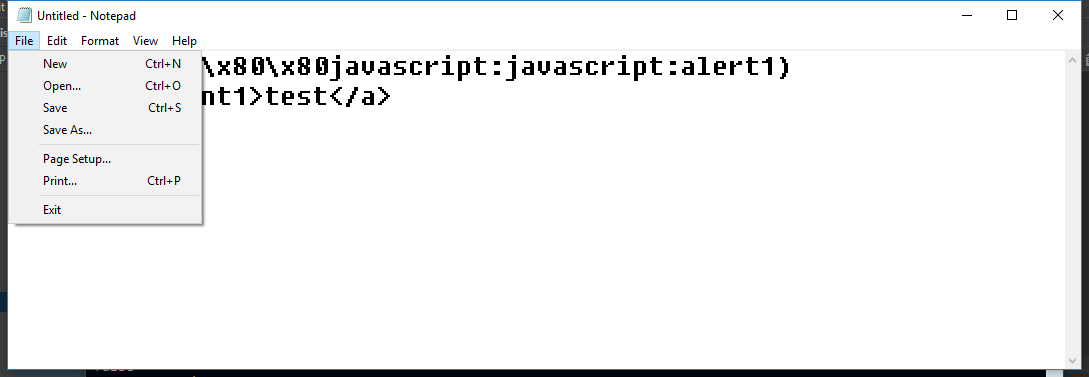 Untitled - Notepad
File Edit Format View Help
New Ctrl+N
Open... Ctrl+O
Save Ctrl+S
Save As...
Page Setup...
Print... Ctrl+P
Exit
\x80\x80javascript:javascript:alert1)
nt1>test</a>